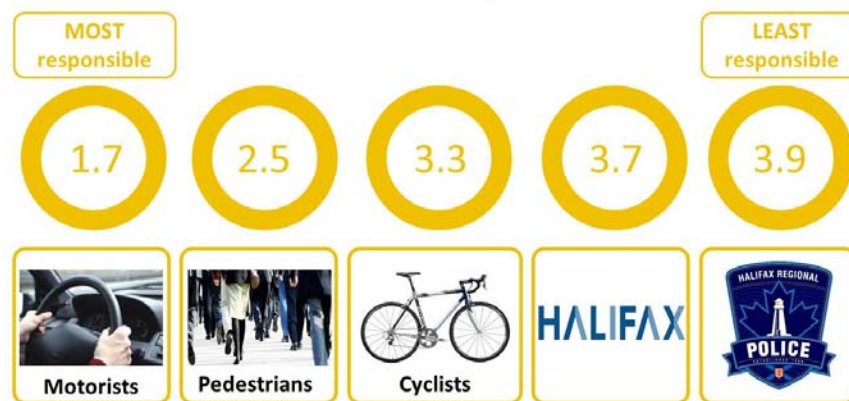 MOST
responsible
LEAST
responsible
1.7
2.5
3.3
3.7
3.9
Motorists
Pedestrians
Cyclists
HALIFAX
HALIFAX REGIONAL
POLICE